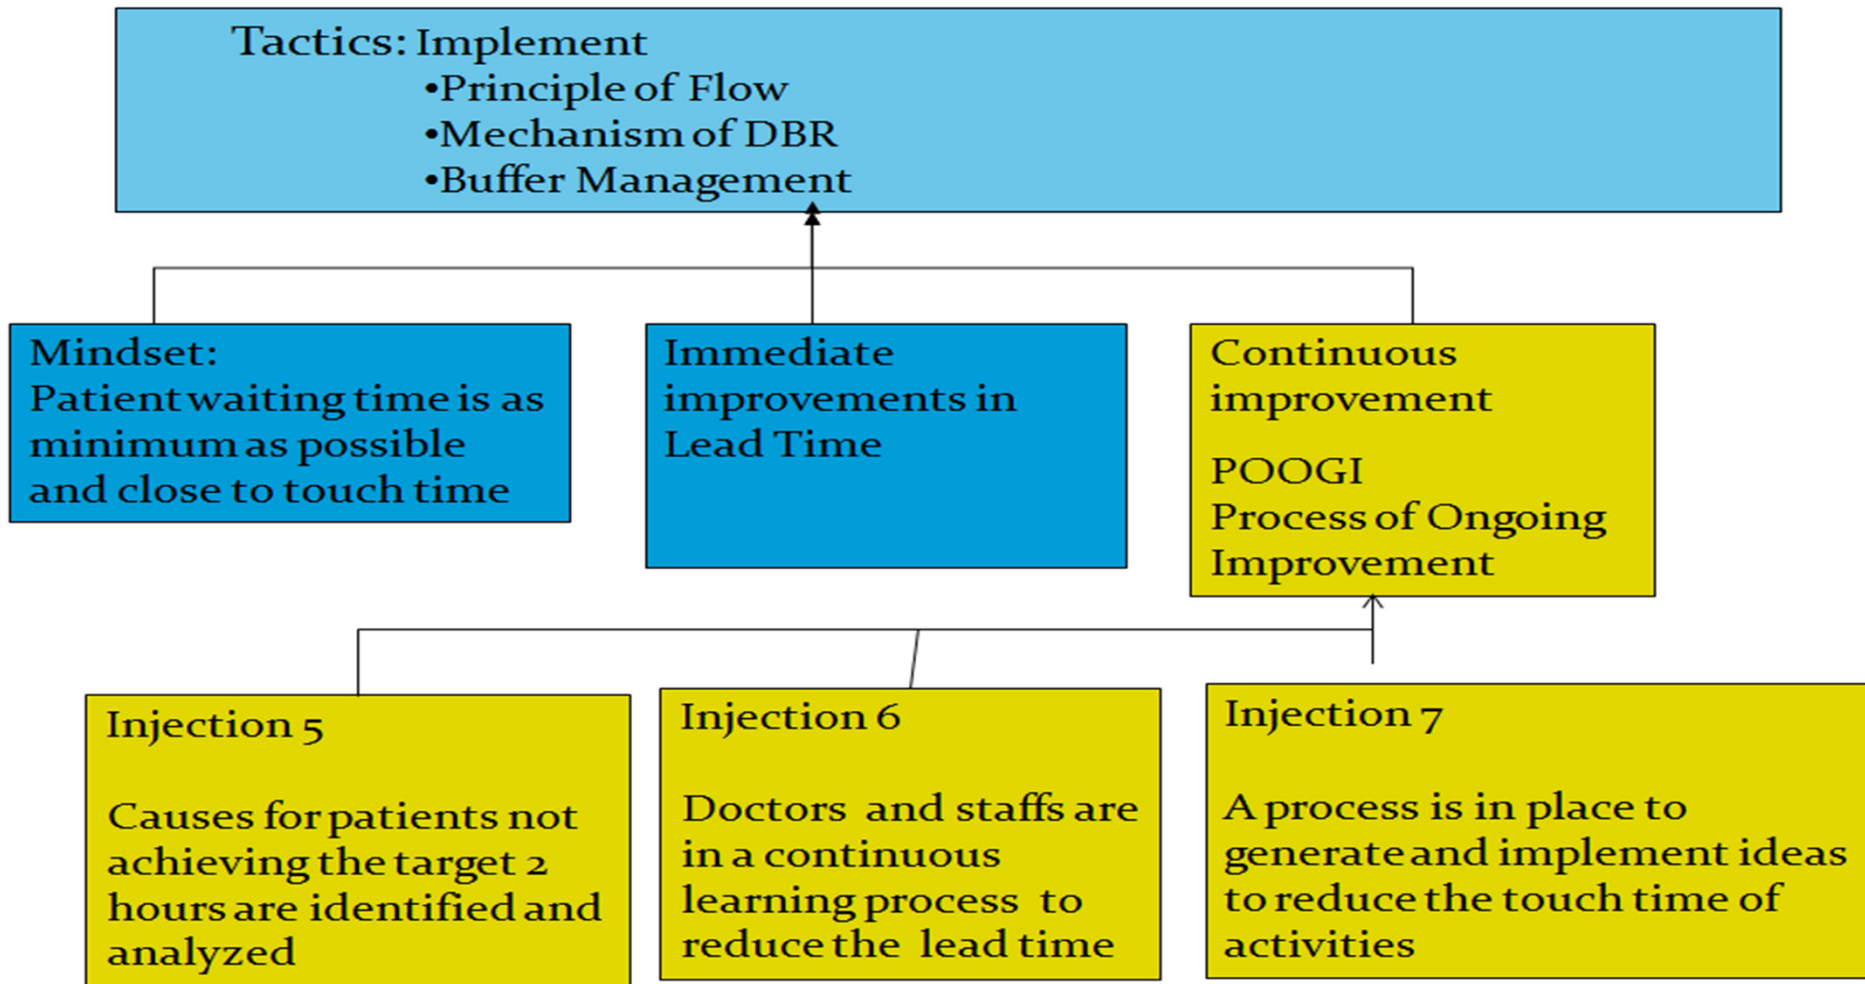 Tactics: Implement
•Principle of Flow
•Mechanism of DBR
•Buffer Management
Mindset:
Patient waiting time is as
minimum as possible
and close to touch time
Immediate
improvements in
Lead Time
Continuous
improvement
POOGI
Process of Ongoing
Improvement
Injection 5
Causes for patients not
achieving the target 2
hours are identified and
analyzed
Injection 6
Doctors and staffs are
in a continuous
learning process to
reduce the lead time
Injection 7
A process is in place to
generate and implement ideas
to reduce the touch time of
activities